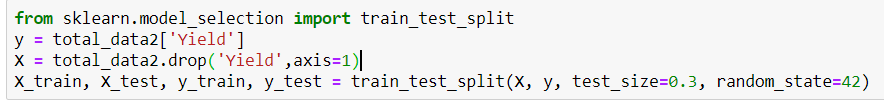 from sklearn.model_selection import train_test_split
y = total_data2['Yield']
X = total_data2.drop('Yield',axis=1)
X_train, X_test, y_train, y_test = train_test_split(X, y, test_size=0.3, random_state=42)